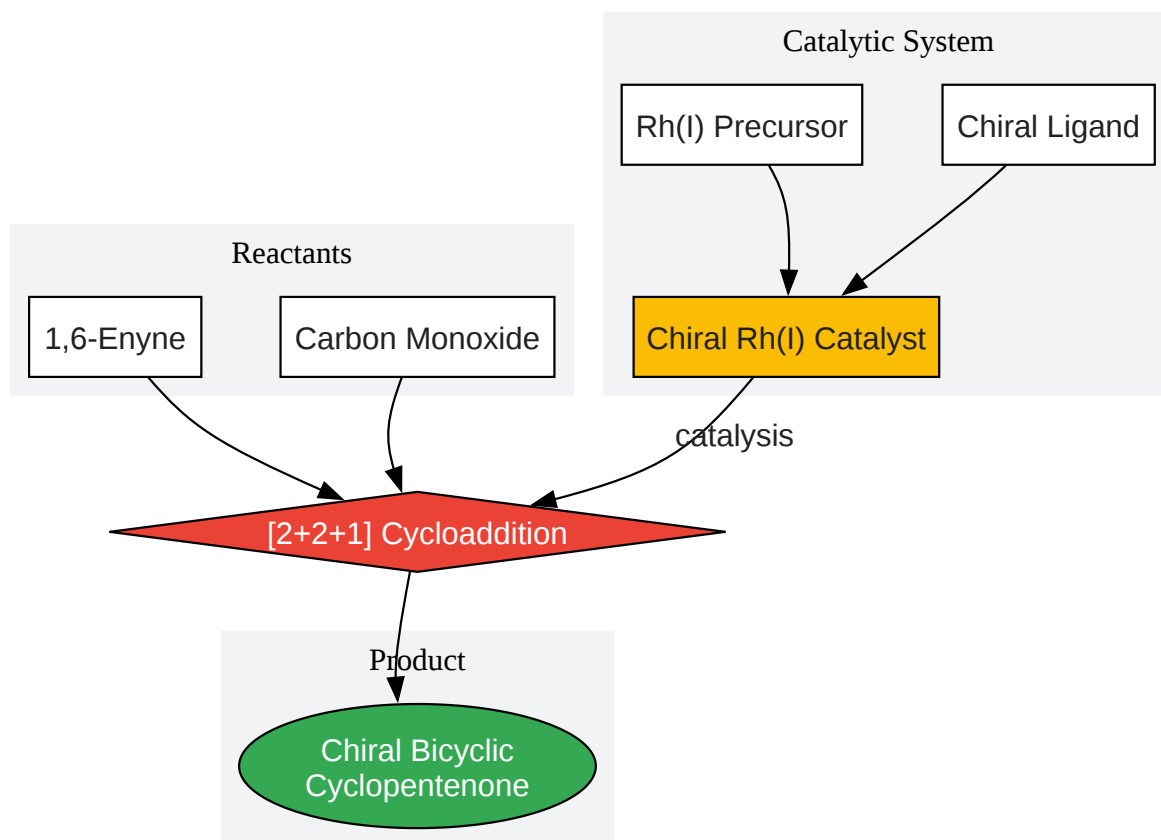 Catalytic System
Rh(I) Precursor
Chiral Ligand
Reactants
1,6-Enyne
Carbon Monoxide
Chiral Rh(I) Catalyst
catalysis
[2+2+1] Cycloaddition
Product
Chiral Bicyclic
Cyclopentenone